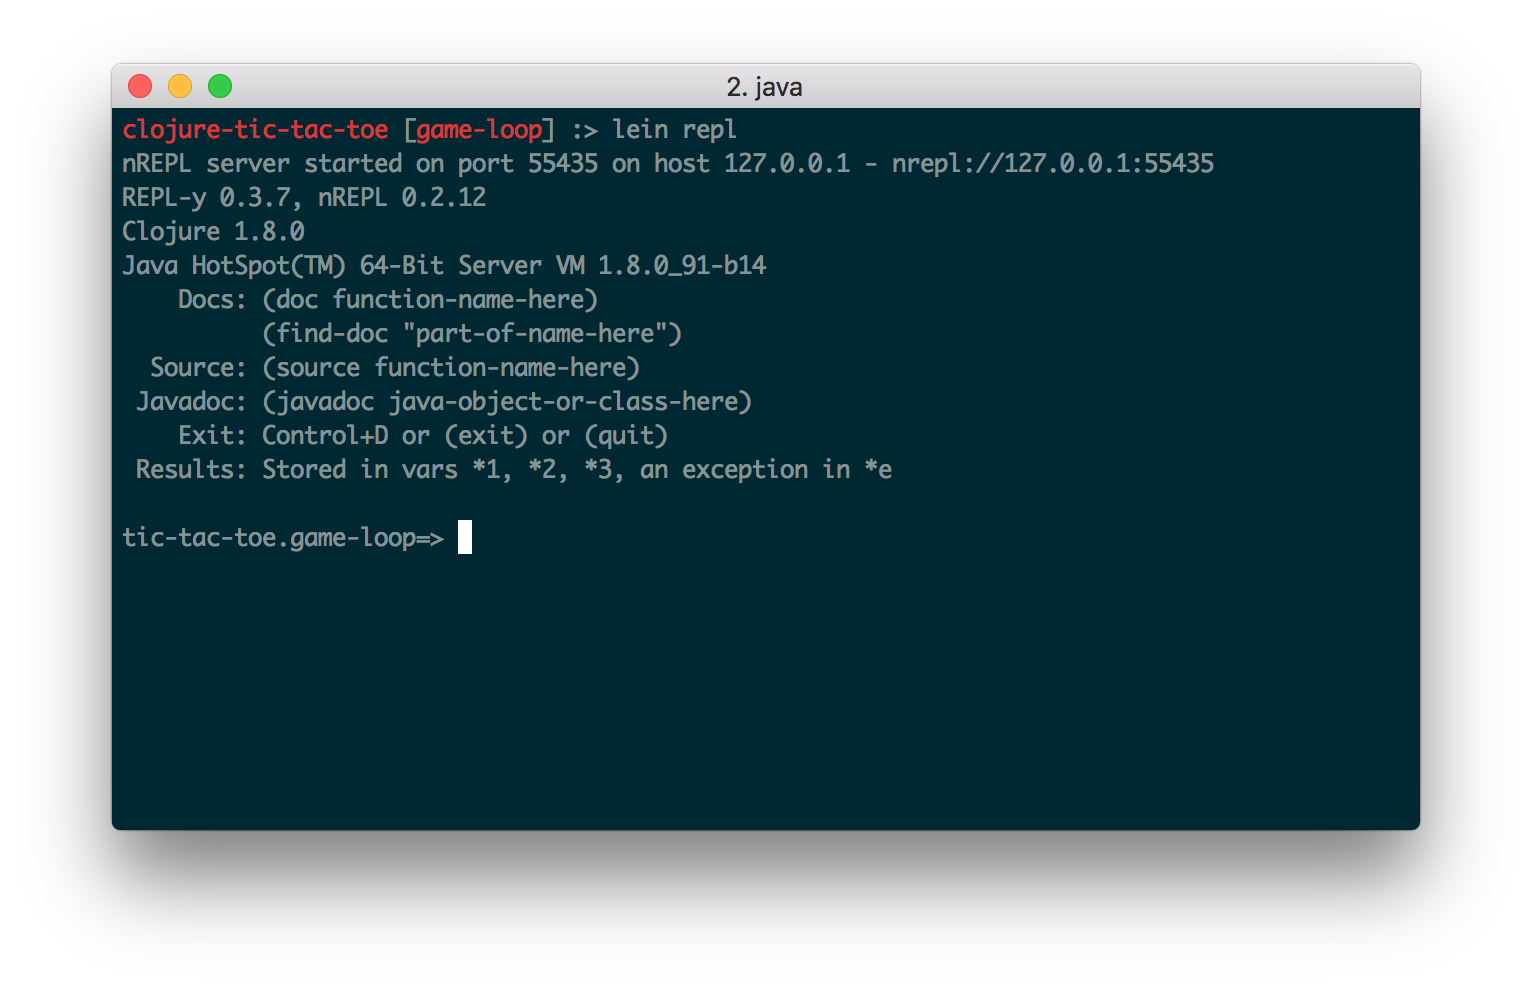 2. java
clojure-tic-tac-toe [game-loop] :> lein repl
nREPL server started on port 55435 on host 127.0.0.1 - nrepl://127.0.0.1:55435
REPL-y 0.3.7, nREPL 0.2.12
Clojure 1.8.0
Java HotSpot(TM) 64-Bit Server VM 1.8.0_91-b14
    Docs: (doc function-name-here)
          (find-doc "part-of-name-here")
  Source: (source function-name-here)
 Javadoc: (javadoc java-object-or-class-here)
    Exit: Control+D or (exit) or (quit)
 Results: Stored in vars *1, *2, *3, an exception in *e
tic-tac-toe.game-loop=>